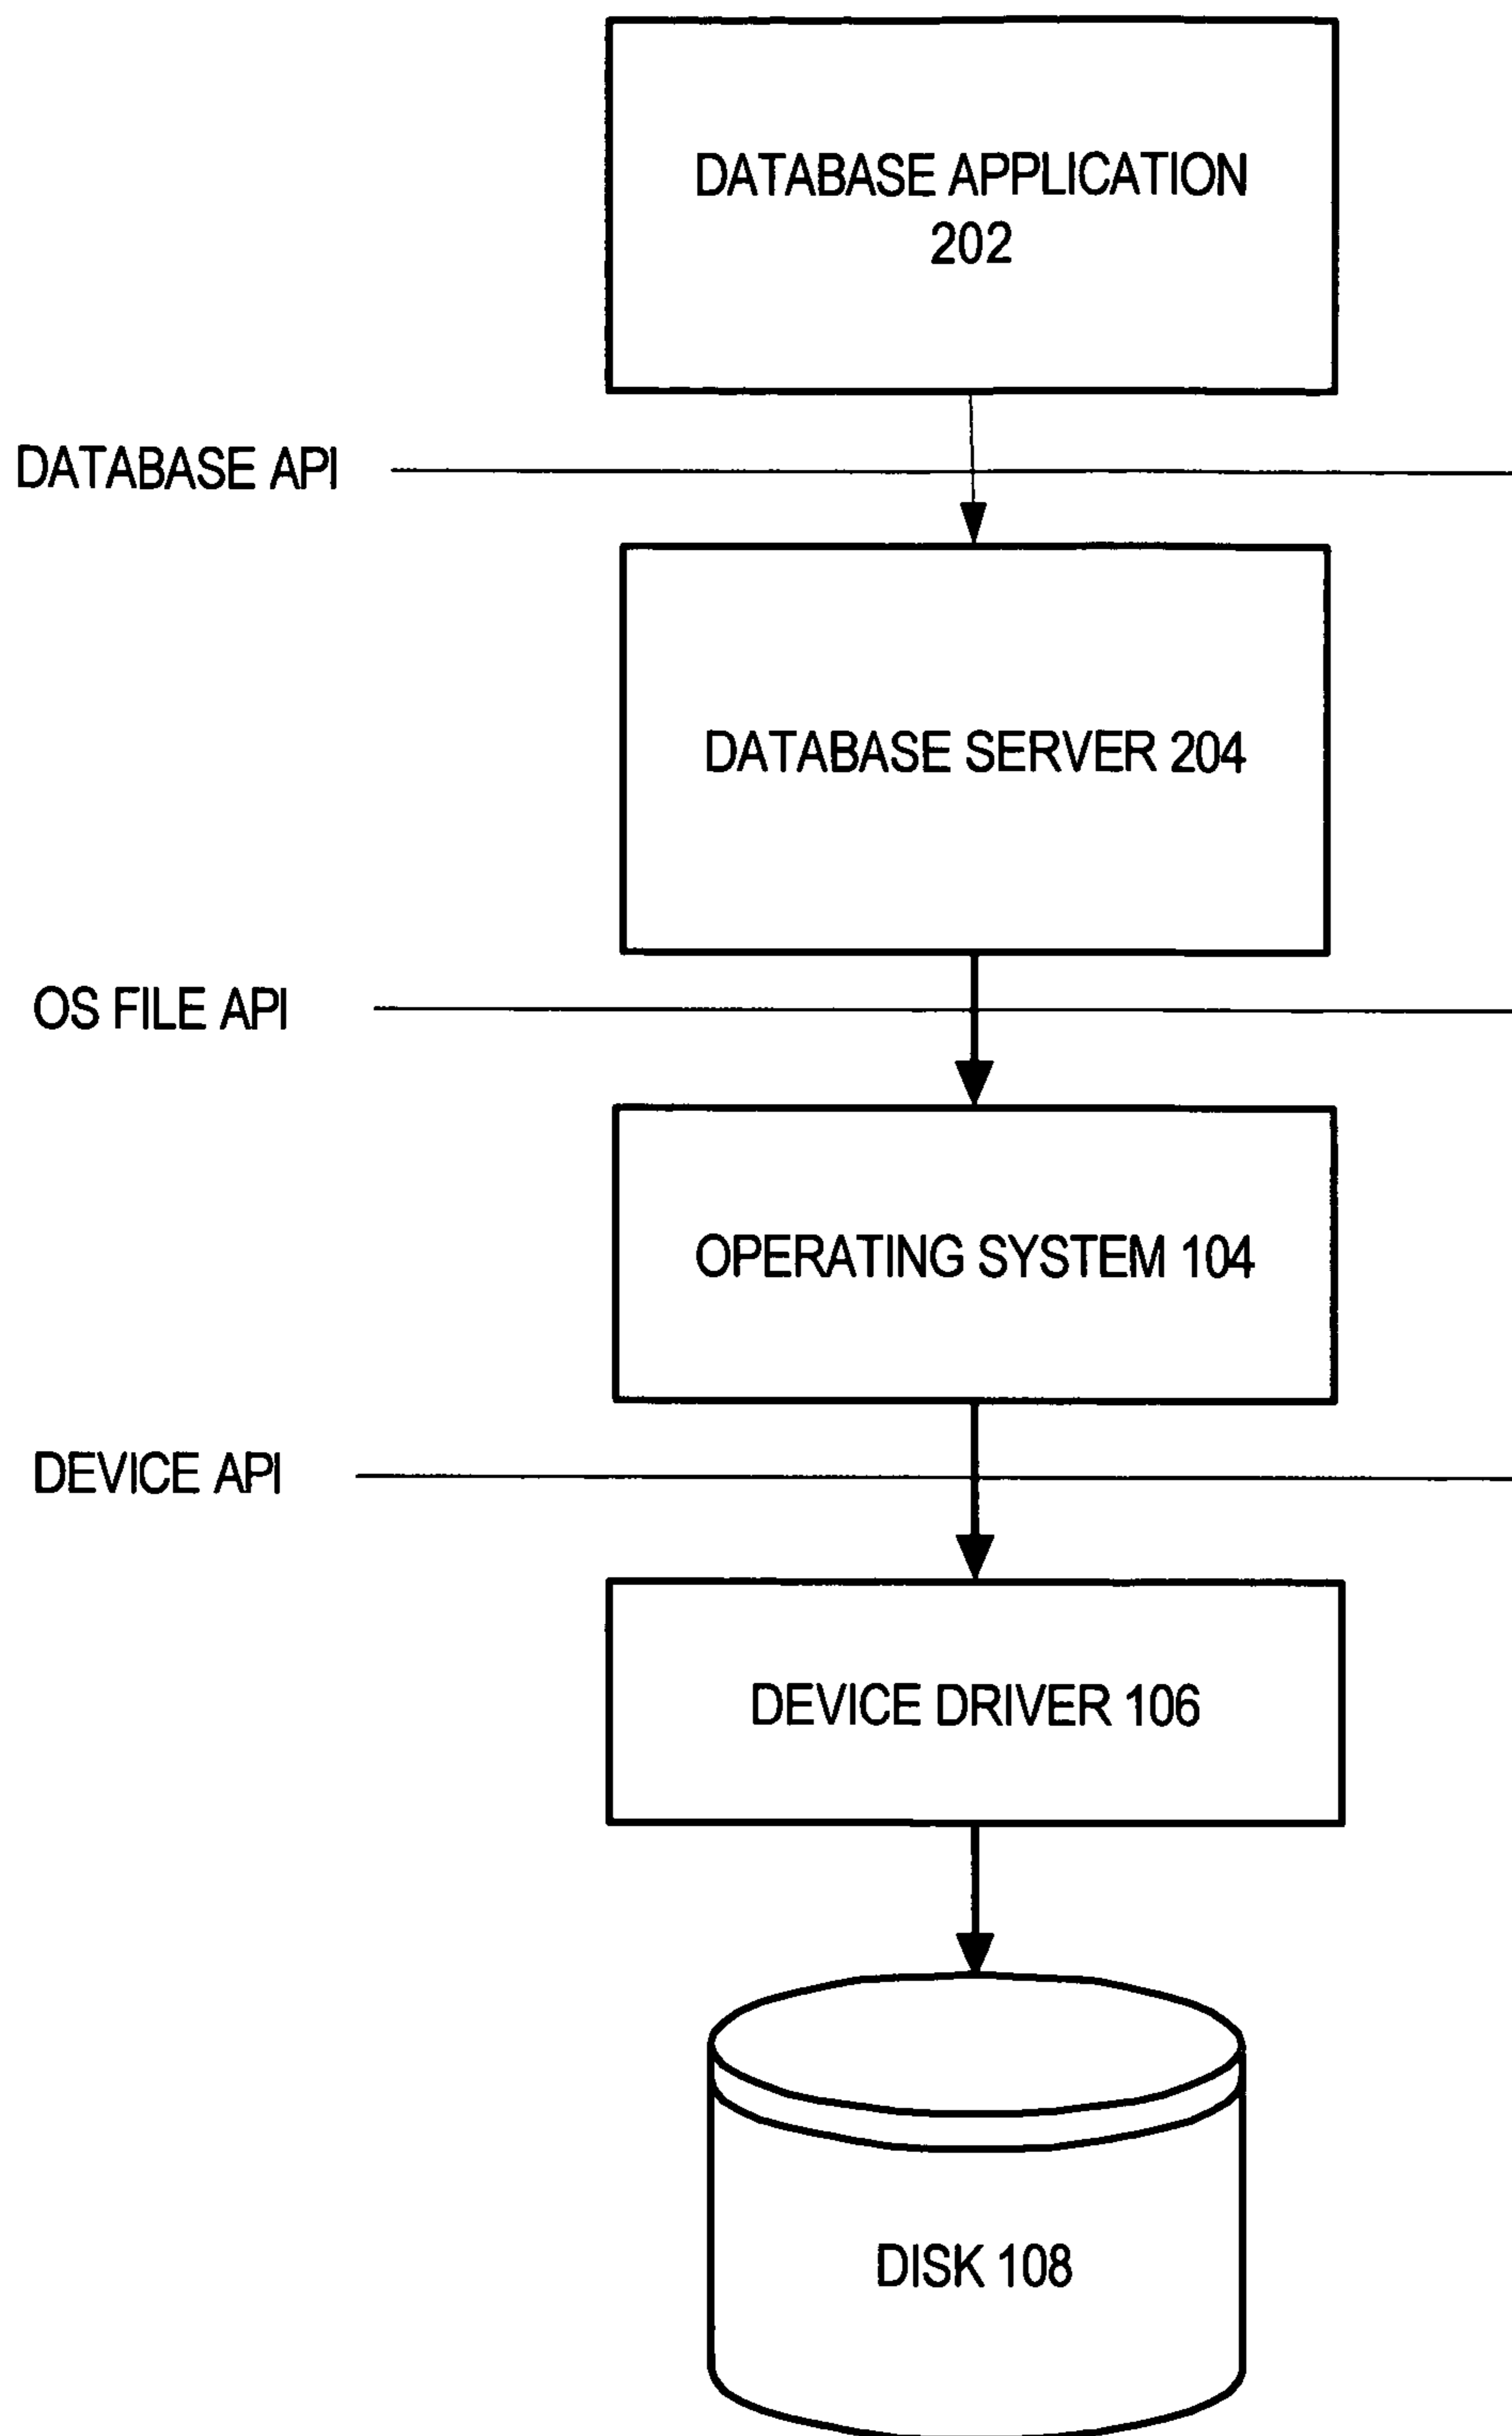 DATABASE APPLICATION
202
DATABASE API
DATABASE SERVER 204
OS FILE API
OPERATING SYSTEM 104
DEVICE API
DEVICE DRIVER 106
DISK 108